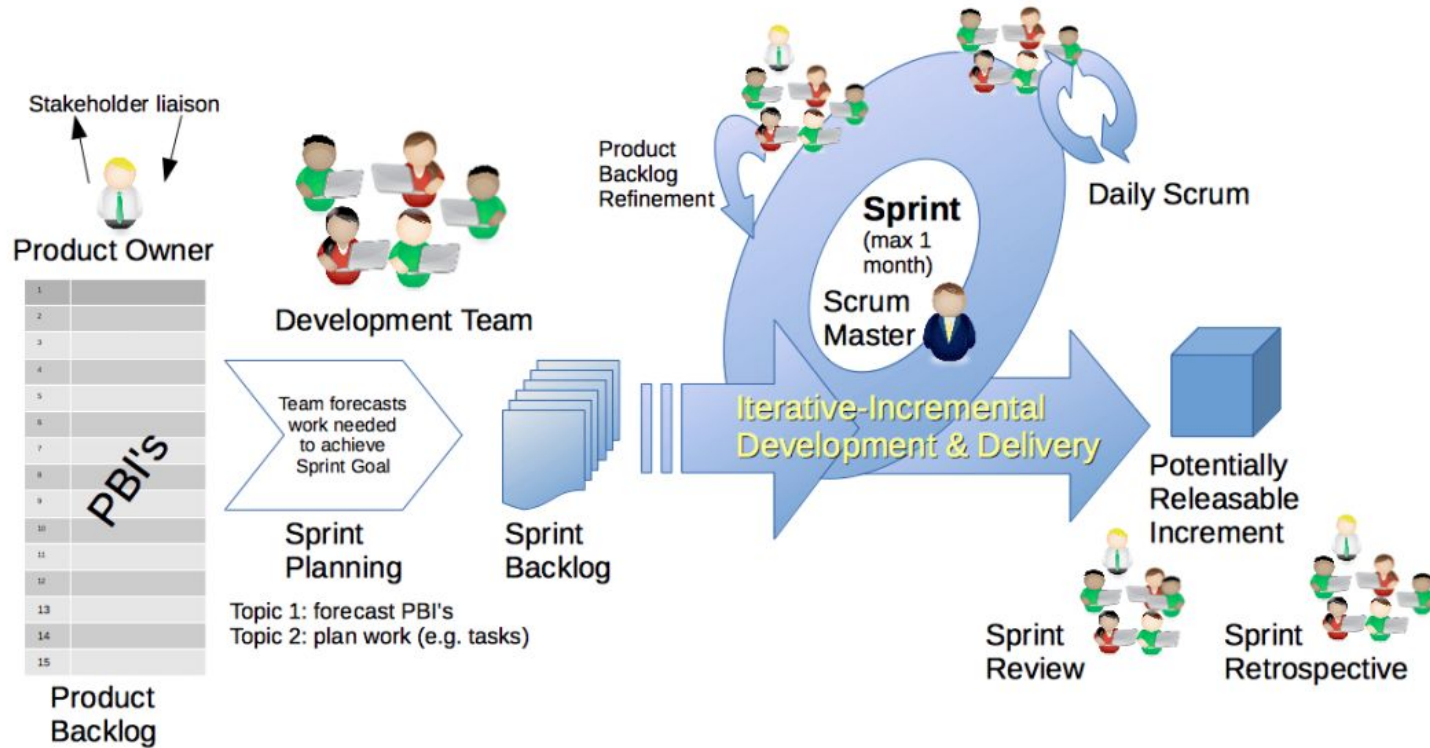 Stakeholder liaison
Product Owner
1
2
3
4
5
6
7
8
9
10
11
12
13
14
15
PBI's
Product
Backlog
Development Team
Team forecasts
work needed
to achieve
Sprint Goal
Sprint
Planning
Topic 1: forecast PBI's
Topic 2: plan work (e.g. tasks)
Sprint
Backlog
Product
Backlog
Refinement
Sprint
(max 1
month)
Scrum
Master
Daily Scrum
Iterative-Incremental
Development & Delivery
Potentially
Releasable
Increment
Sprint
Review
Sprint
Retrospective